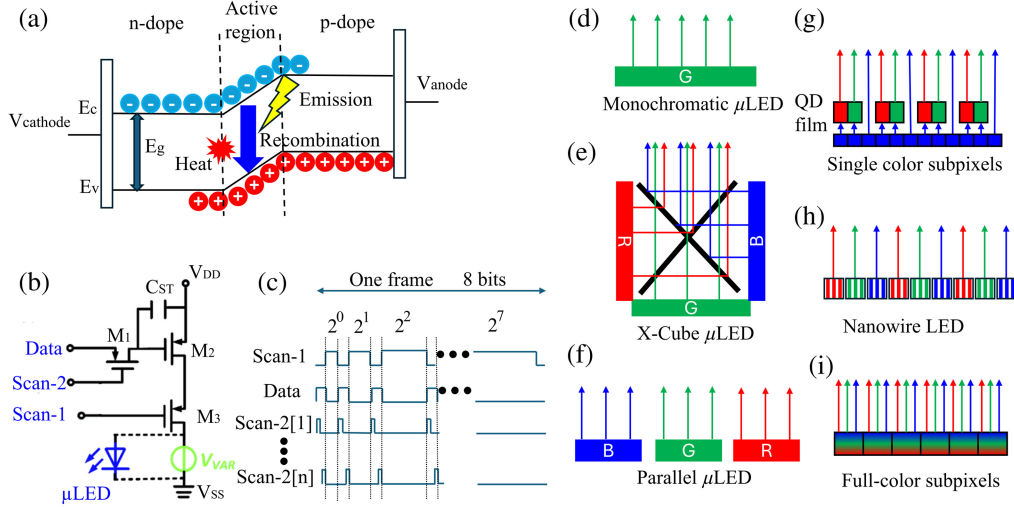 (a)
n-dope
Active
region
p-dope
Ec
Vcathode
Eg
Ev
Heat
Emission
Recombination
Vanode
(b)
VDD
CST
M1
Data
M2
Scan-2
Scan-1
M3
VVAR
μLED
VSS
(c)
One frame 8 bits
2^0 2^1 2^2 2^7
Scan-1
Data
Scan-2[1]
Scan-2[n]
(d)
G
Monochromatic μLED
(e)
R
B
G
X-Cube μLED
(f)
B G R
Parallel μLED
(g)
QD
film
Single color subpixels
(h)
Nanowire LED
(i)
Full-color subpixels